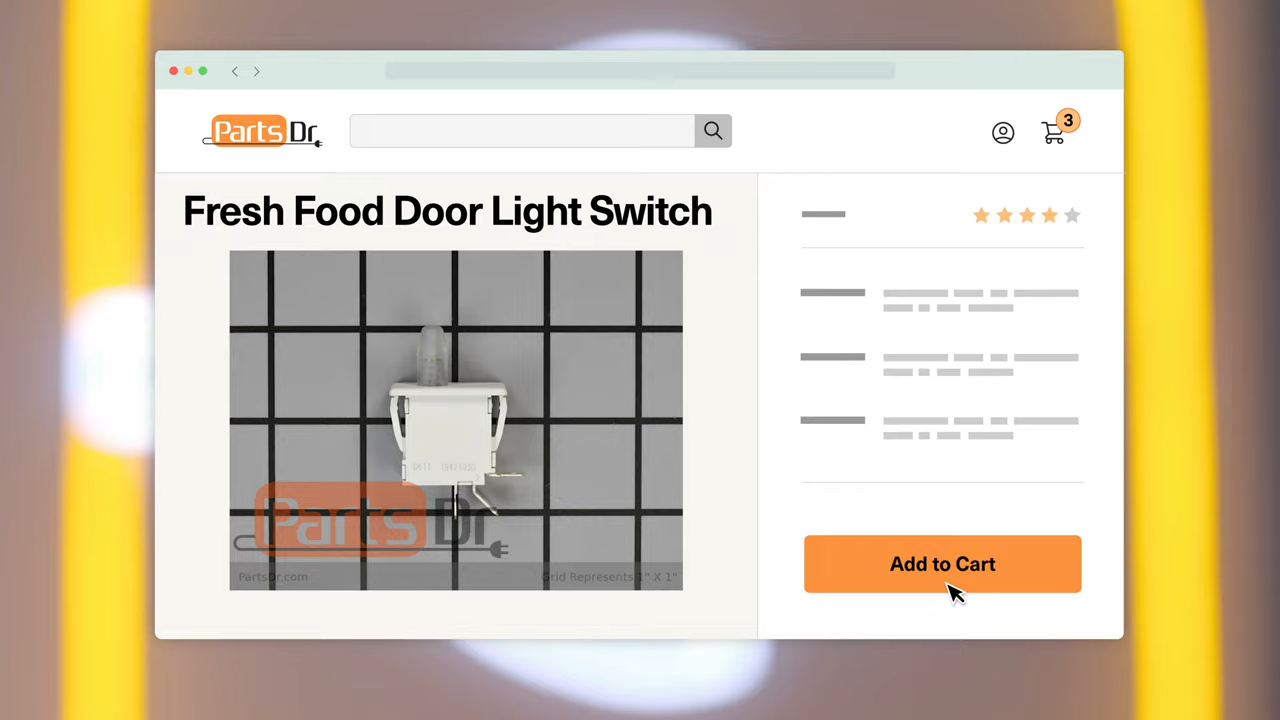 Parts Dr.
3
Fresh Food Door Light Switch
Parts Dr.
PartsDr.com
Grid Represents 1" X 1"
Add to Cart